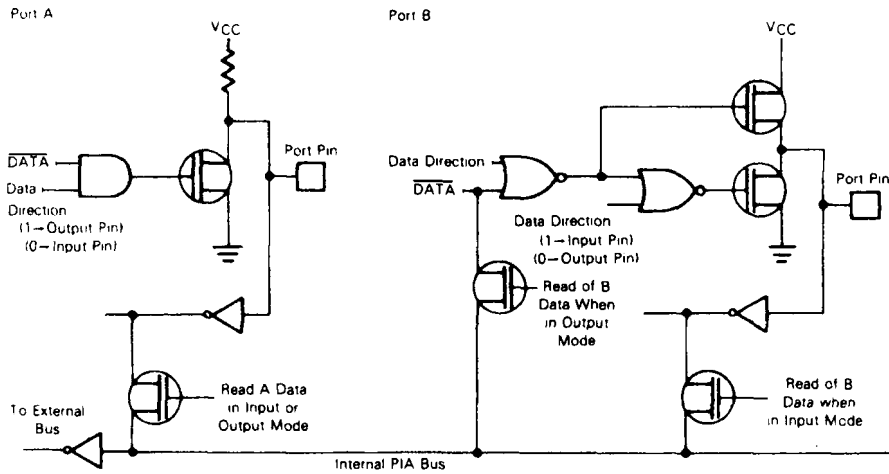 Port A
VCC
DATA
Data
Direction
(1→Output Pin)
(0→Input Pin)
Port Pin
Read A Data
in Input or
Output Mode
To External
Bus
Port B
VCC
Data Direction
DATA
Data Direction
(1→Input Pin)
(0→Output Pin)
Port Pin
Read of B
Data When
in Output
Mode
Read of B
Data when
in Input Mode
Internal PIA Bus